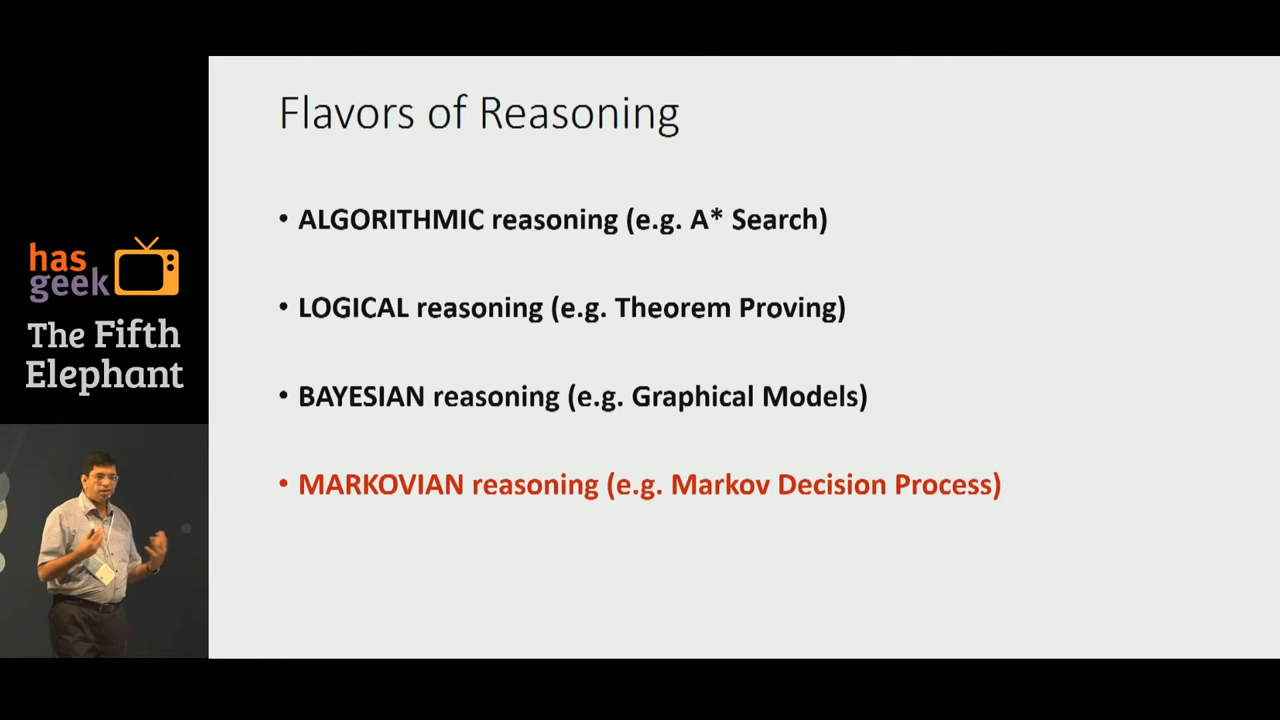 Flavors of Reasoning
• ALGORITHMIC reasoning (e.g. A* Search)
• LOGICAL reasoning (e.g. Theorem Proving)
• BAYESIAN reasoning (e.g. Graphical Models)
• MARKOVIAN reasoning (e.g. Markov Decision Process)
has
geek
The Fifth
Elephant